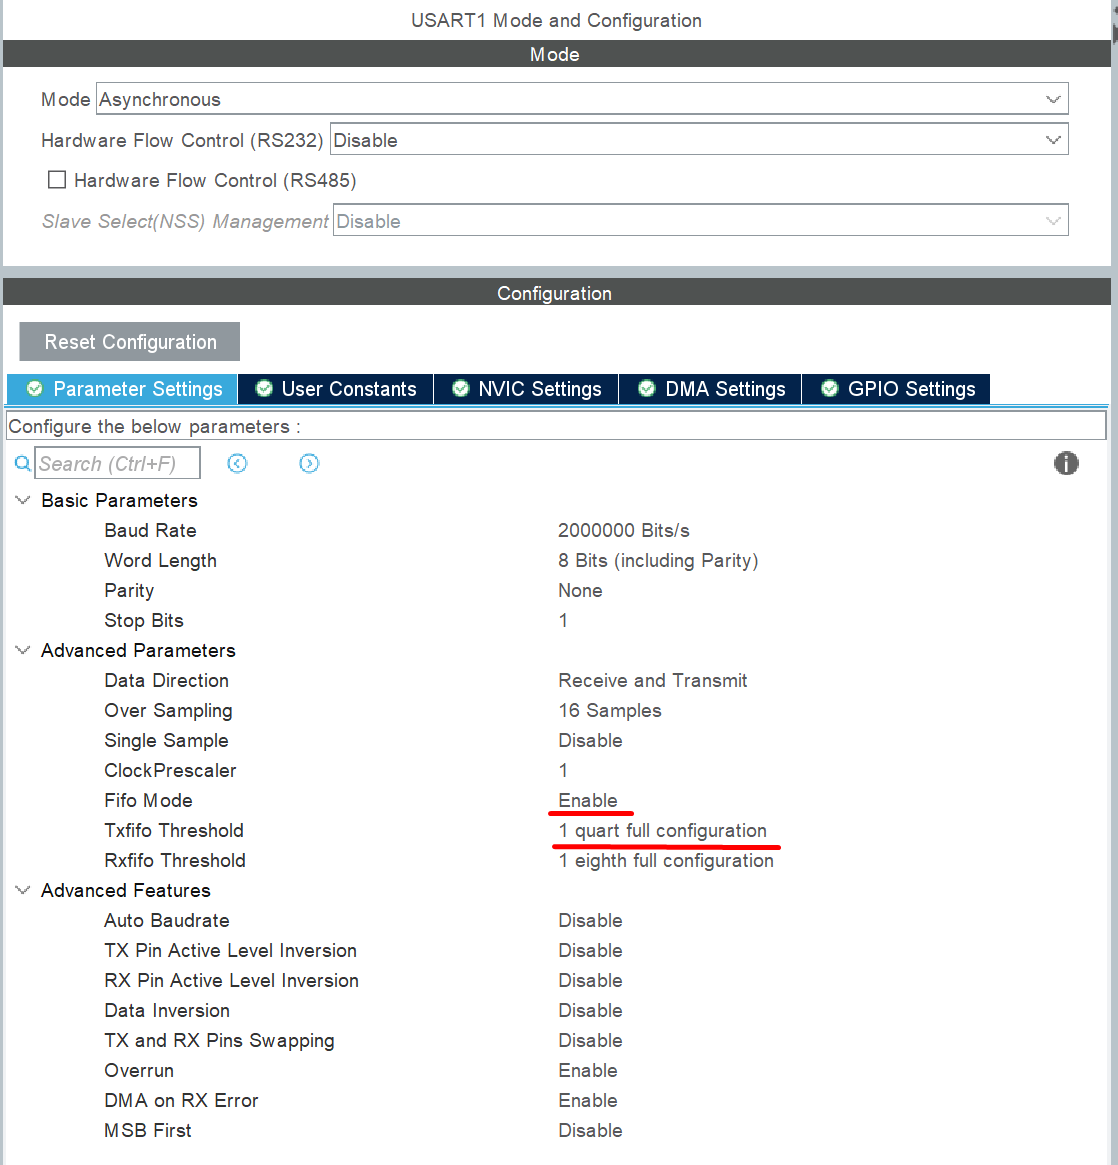 USART1 Mode and Configuration
Mode
Mode Asynchronous
Hardware Flow Control (RS232) Disable
Hardware Flow Control (RS485)
Slave Select(NSS) Management Disable
Configuration
Reset Configuration
Parameter Settings User Constants NVIC Settings DMA Settings GPIO Settings
Configure the below parameters :
Search (Ctrl+F)
Basic Parameters
Baud Rate 2000000 Bits/s
Word Length 8 Bits (including Parity)
Parity None
Stop Bits 1
Advanced Parameters
Data Direction Receive and Transmit
Over Sampling 16 Samples
Single Sample Disable
ClockPrescaler 1
Fifo Mode Enable
Txfifo Threshold 1 quart full configuration
Rxfifo Threshold 1 eighth full configuration
Advanced Features
Auto Baudrate Disable
TX Pin Active Level Inversion Disable
RX Pin Active Level Inversion Disable
Data Inversion Disable
TX and RX Pins Swapping Disable
Overrun Enable
DMA on RX Error Enable
MSB First Disable